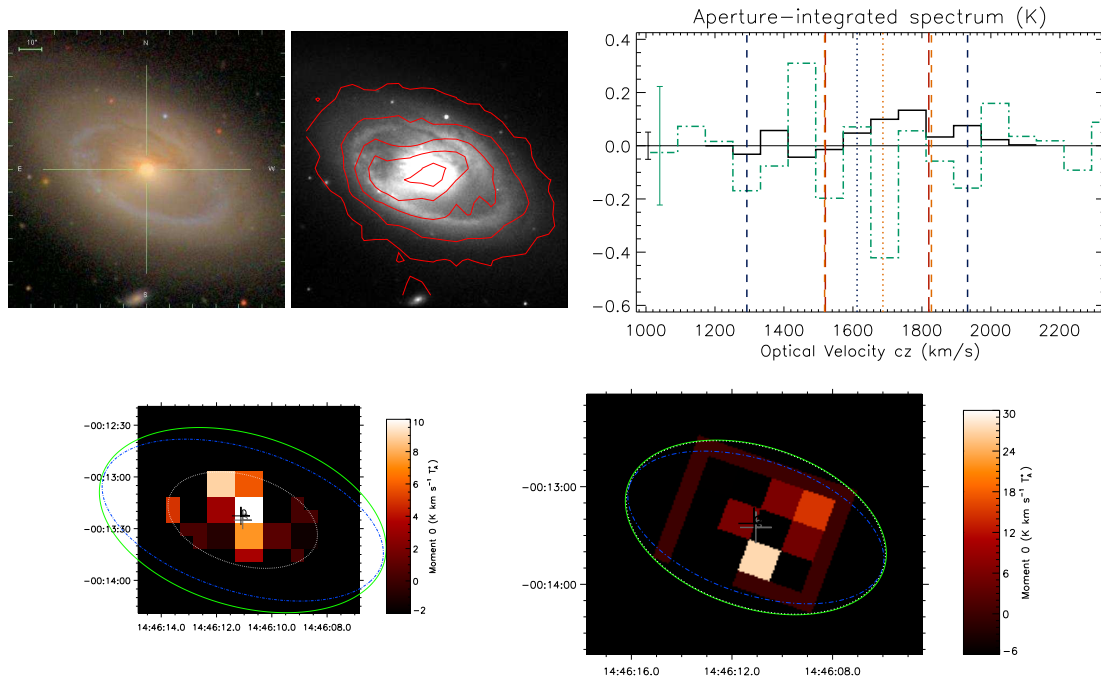 10"
N
E
W
S
Aperture−integrated spectrum (K)
0.4
0.2
0.0
−0.2
−0.4
−0.6
1000 1200 1400 1600 1800 2000 2200
Optical Velocity cz (km/s)
−00:12:30
−00:13:00
−00:13:30
−00:14:00
14:46:14.0 14:46:12.0 14:46:10.0 14:46:08.0
10
8
6
4
2
0
−2
Moment 0 (K km s⁻¹ T*A)
−00:13:00
−00:14:00
14:46:16.0 14:46:12.0 14:46:08.0
30
24
18
12
6
0
−6
Moment 0 (K km s⁻¹ T*A)